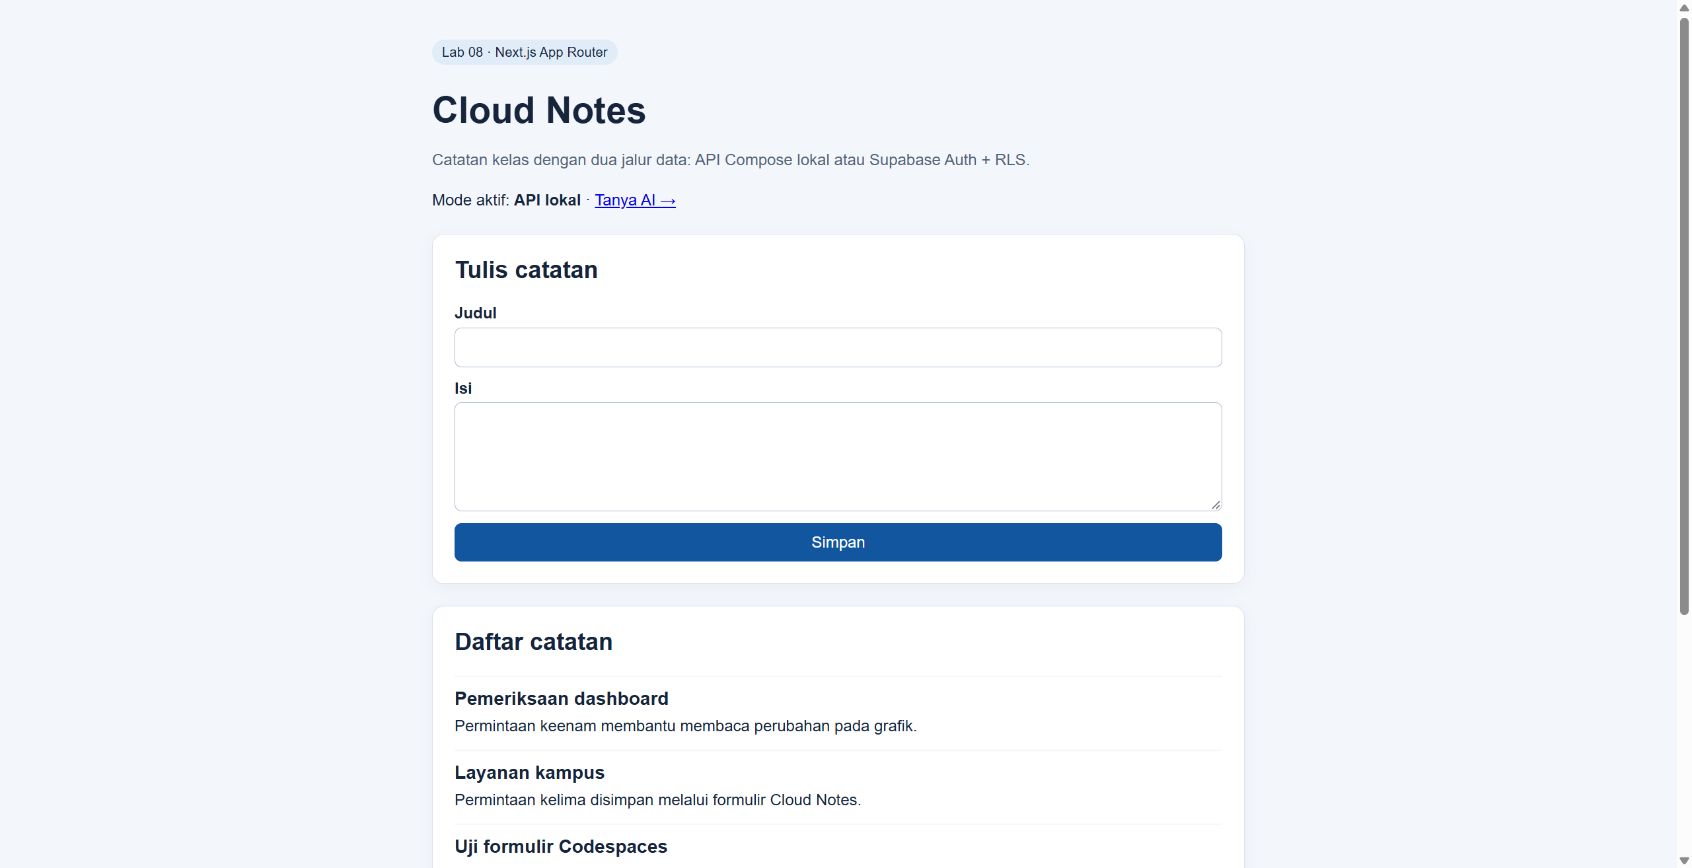 Lab 08 · Next.js App Router
Cloud Notes
Catatan kelas dengan dua jalur data: API Compose lokal atau Supabase Auth + RLS.
Mode aktif: API lokal · Tanya AI →
Tulis catatan
Judul
Isi
Simpan
Daftar catatan
Pemeriksaan dashboard
Permintaan keenam membantu membaca perubahan pada grafik.
Layanan kampus
Permintaan kelima disimpan melalui formulir Cloud Notes.
Uji formulir Codespaces